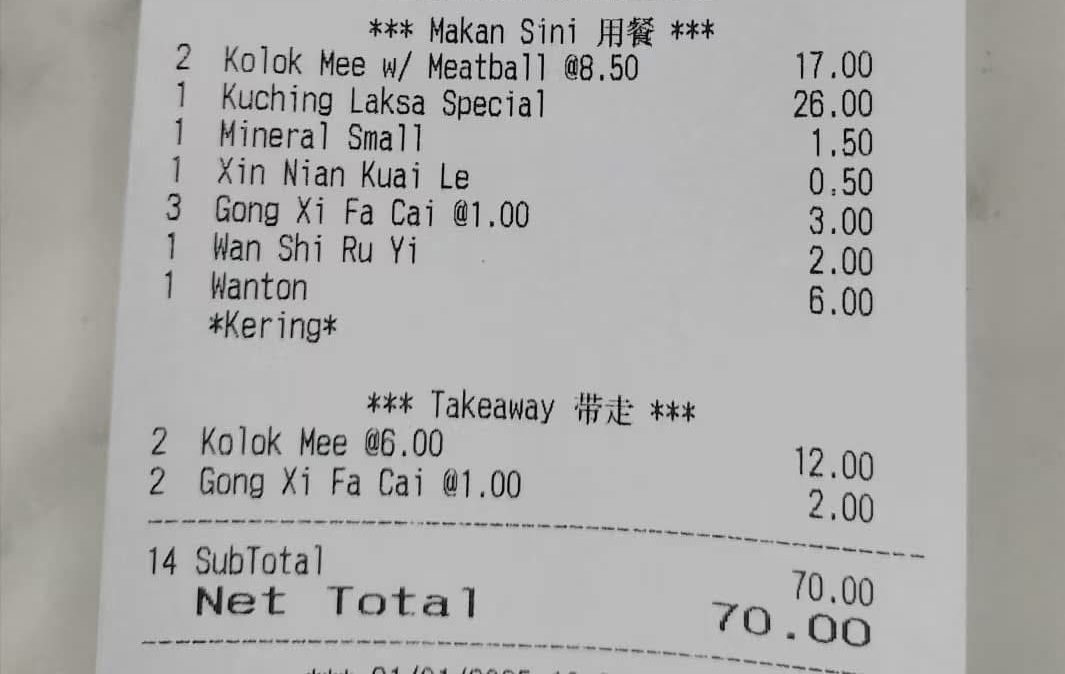 *** Makan Sini 用餐 ***
2 Kolok Mee w/ Meatball @8.50 17.00
1 Kuching Laksa Special 26.00
1 Mineral Small 1.50
1 Xin Nian Kuai Le 0.50
3 Gong Xi Fa Cai @1.00 3.00
1 Wan Shi Ru Yi 2.00
1 Wanton 6.00
*Kering*
*** Takeaway 带走 ***
2 Kolok Mee @6.00 12.00
2 Gong Xi Fa Cai @1.00 2.00
14 SubTotal 70.00
Net Total 70.00